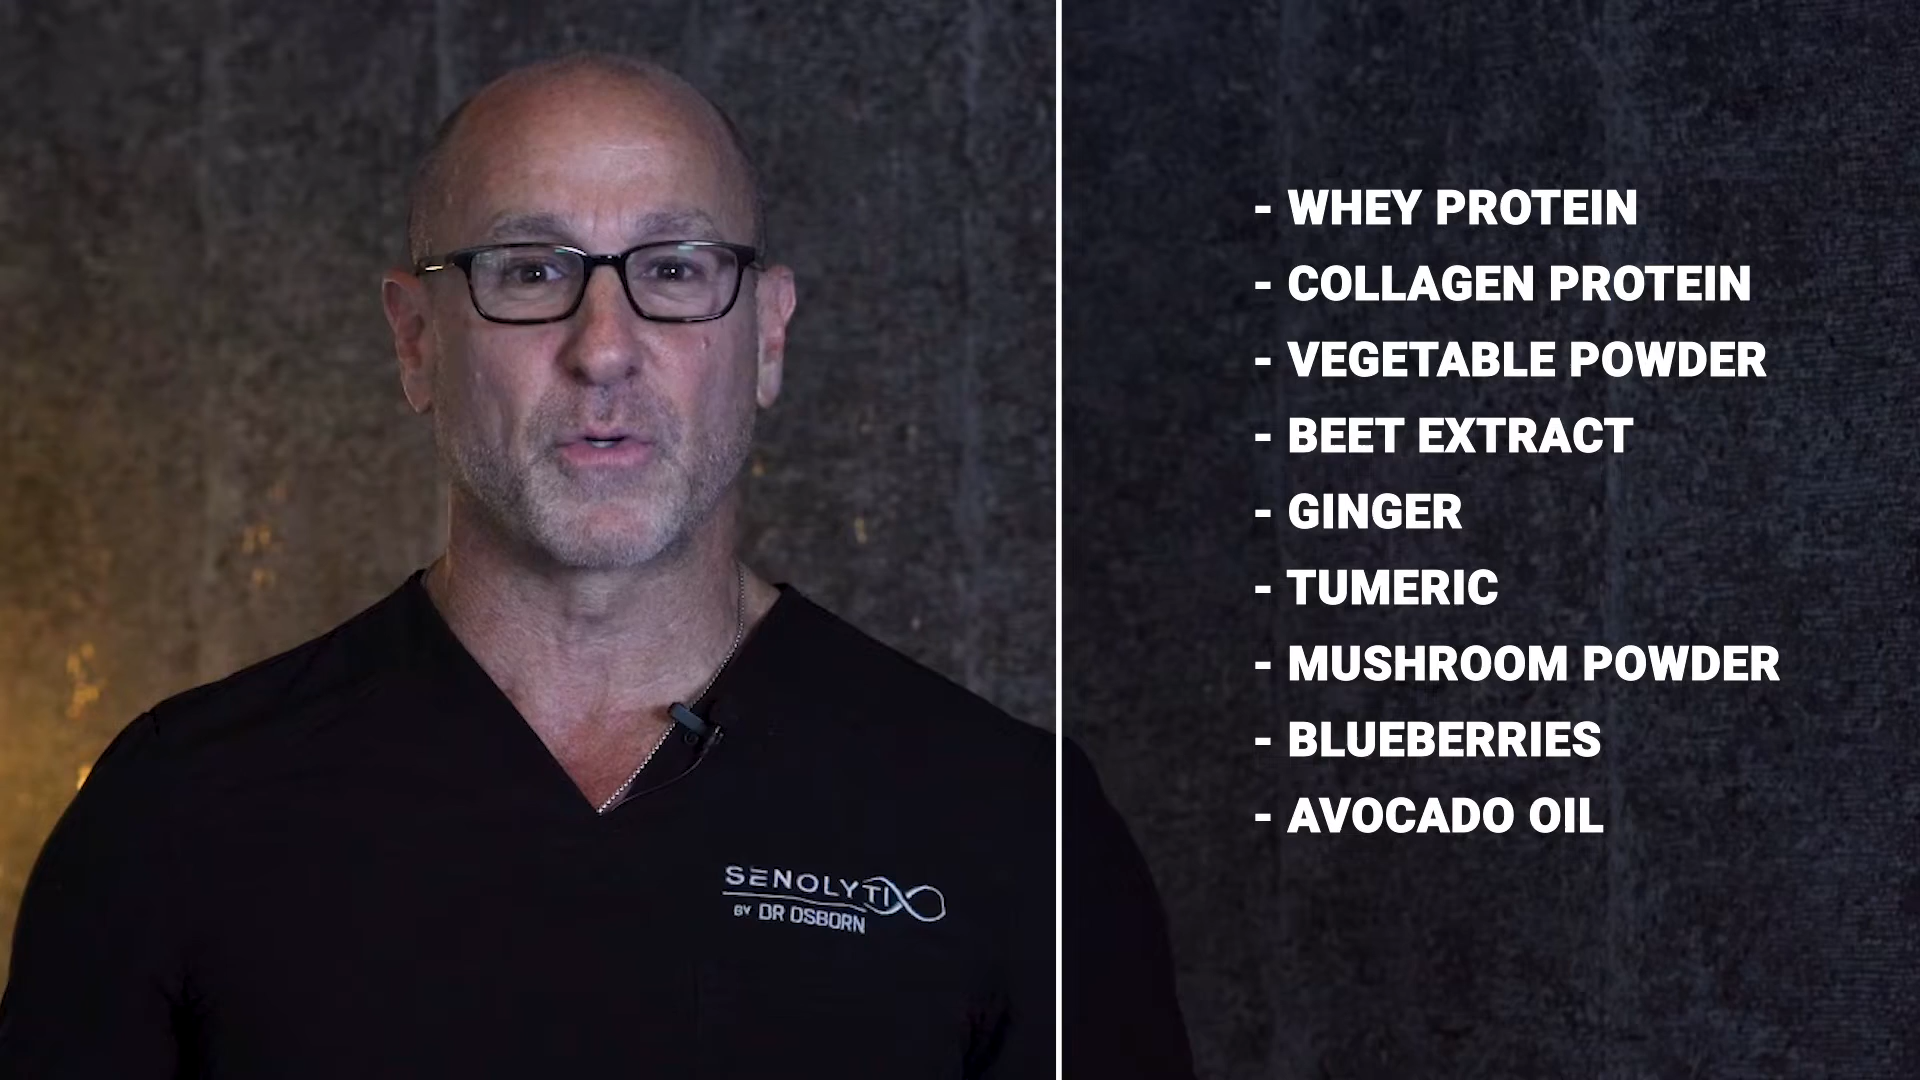 - WHEY PROTEIN
- COLLAGEN PROTEIN
- VEGETABLE POWDER
- BEET EXTRACT
- GINGER
- TUMERIC
- MUSHROOM POWDER
- BLUEBERRIES
- AVOCADO OIL
SENOLYTIX
BY DR OSBORN